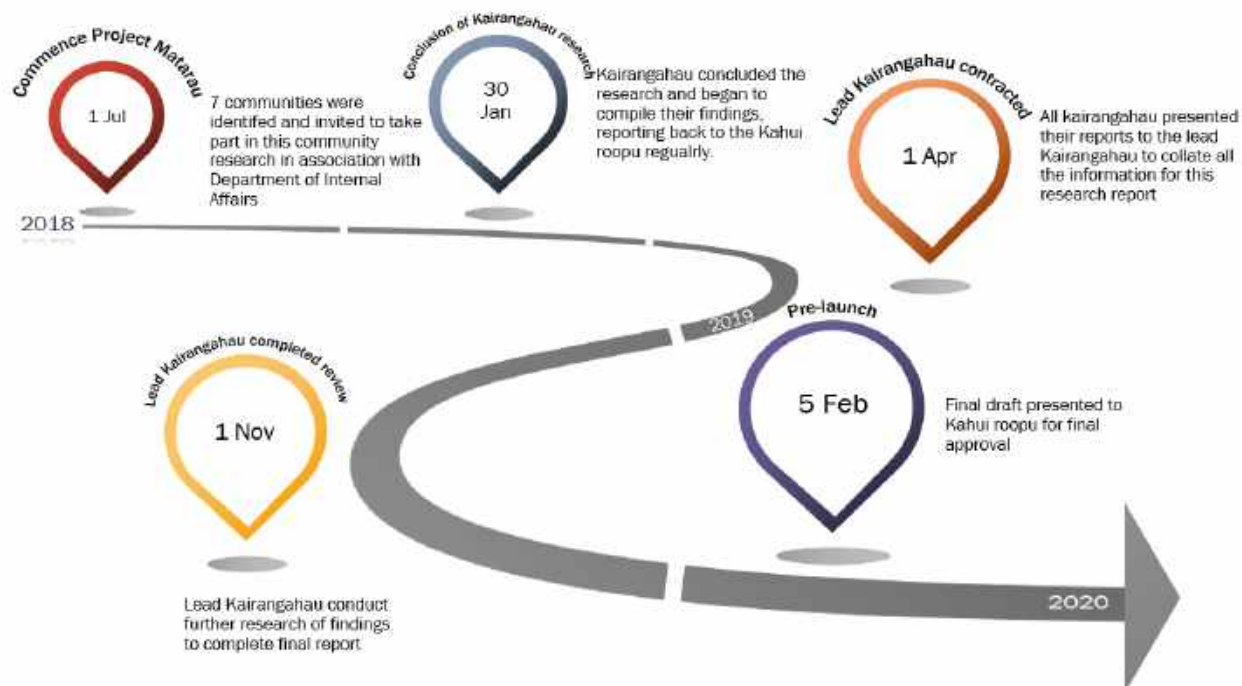 Commence Project Matarau
1 Jul
7 communities were
identifed and invited to take
part in this community
research in association with
Department of Internal
Affairs
Conclusion of Kairangahau research
30
Jan
Kairangahau concluded the
research and began to
compile their findings,
reporting back to the Kahui
roopu regualrly.
Lead Kairangahau contracted
1 Apr
All kairangahau presented
their reports to the lead
Kairangahau to collate all
the information for this
research report
2018
2019
Lead Kairangahau completed review
1 Nov
Lead Kairangahau conduct
further research of findings
to complete final report
Pre-launch
5 Feb
Final draft presented to
Kahui roopu for final
approval
2020